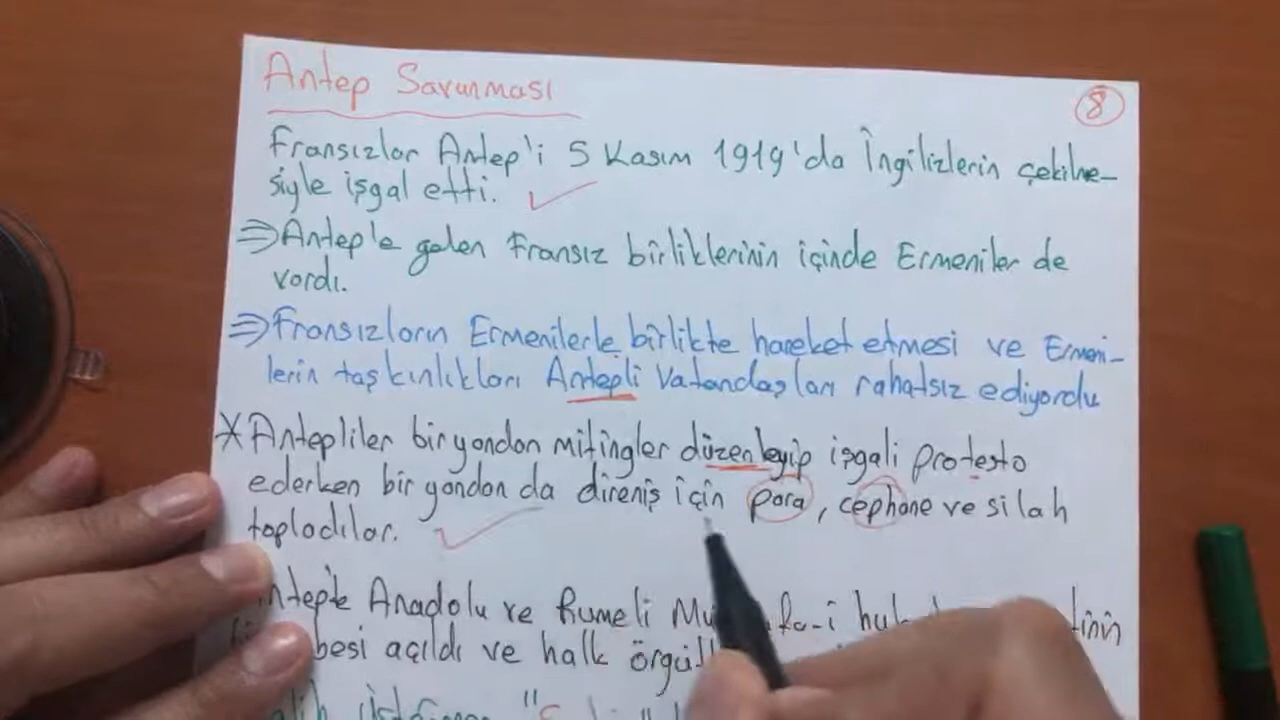 Antep Savunması
8
Fransızlar Antep'i 5 Kasım 1919'da İngilizlerin çekilme-
siyle işgal etti.
⇒ Antep'e gelen Fransız birliklerinin içinde Ermeniler de
vardı.
⇒ Fransızların Ermenilerle birlikte hareket etmesi ve Ermeni-
lerin taşkınlıkları Antepli vatandaşları rahatsız ediyordu
* Antepliler bir yandan mitingler düzenleyip işgali protesto
ederken bir yandan da direniş için para, cephane ve silah
topladılar.
Anadolu ve Rumeli
açıldı ve halk